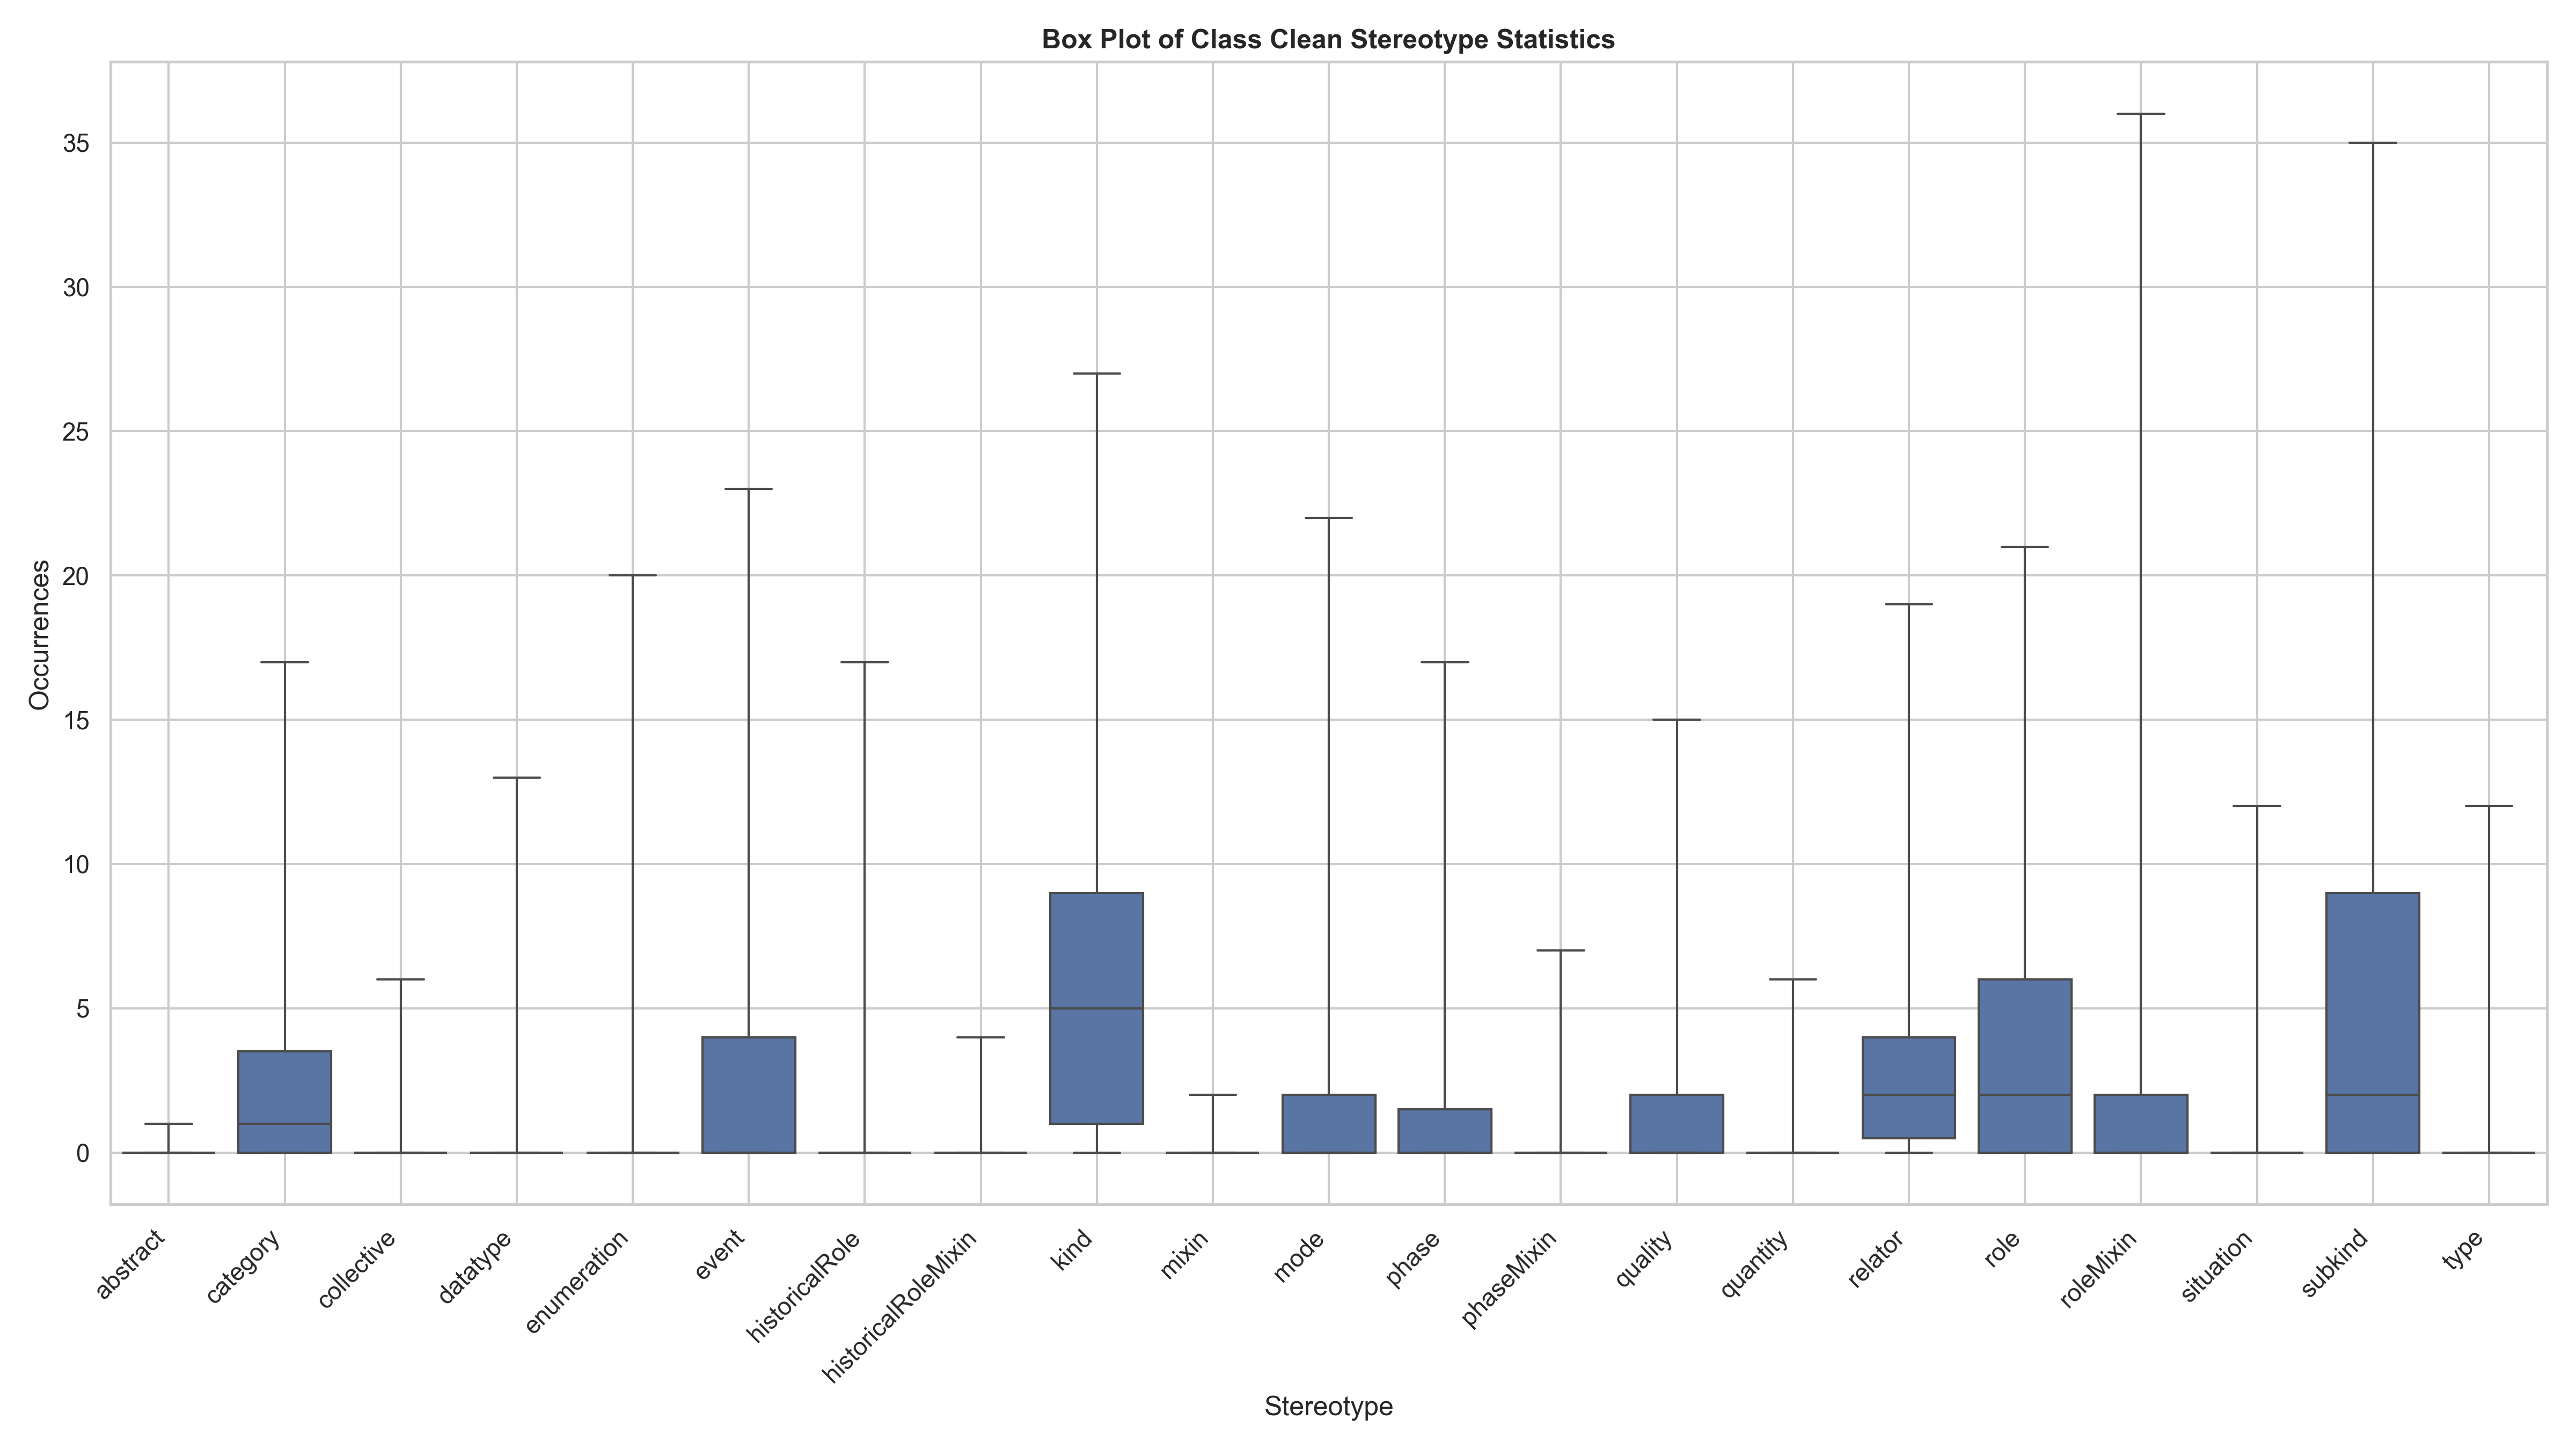 Box Plot of Class Clean Stereotype Statistics
Occurrences
35
30
25
20
15
10
5
0
abstract
category
collective
datatype
enumeration
event
historicalRole
historicalRoleMixin
kind
mixin
mode
phase
phaseMixin
quality
quantity
relator
role
roleMixin
situation
subkind
type
Stereotype